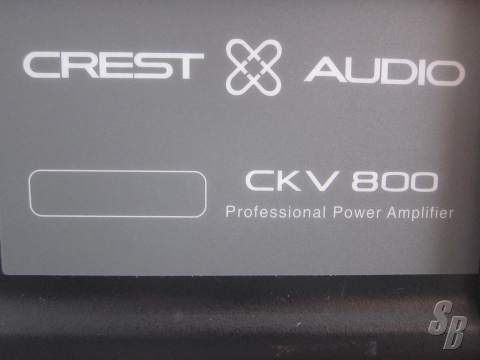 CREST AUDIO
CKV 800
Professional Power Amplifier
SB